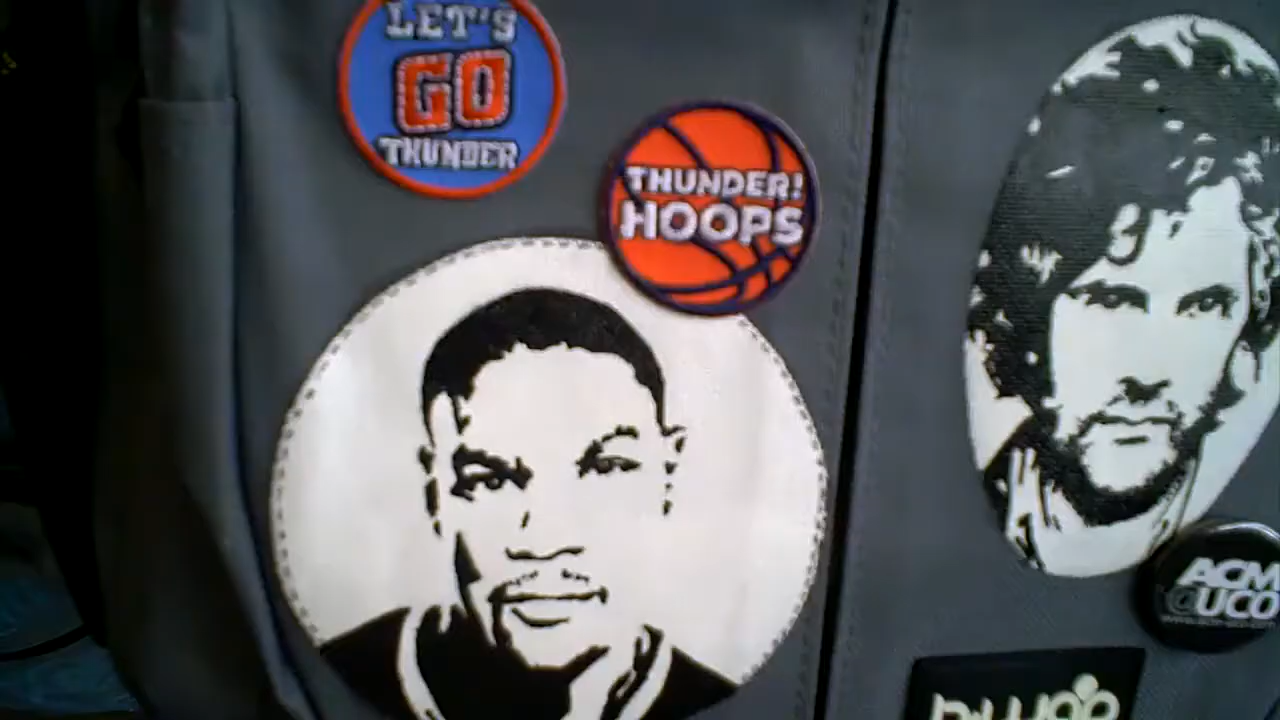 LET'S
GO
THUNDER
THUNDER!
HOOPS
ACM
@UCO